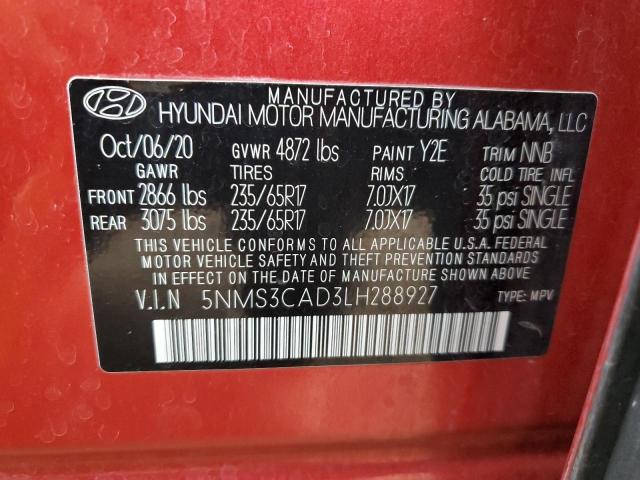 MANUFACTURED BY
HYUNDAI MOTOR MANUFACTURING ALABAMA, LLC
Oct/06/20 GVWR 4872 lbs PAINT Y2E TRIM NNB
GAWR TIRES RIMS COLD TIRE INFL
FRONT 2866 lbs 235/65R17 7.0JX17 35 psi SINGLE
REAR 3075 lbs 235/65R17 7.0JX17 35 psi SINGLE
THIS VEHICLE CONFORMS TO ALL APPLICABLE U.S FEDERAL
MOTOR VEHICLE SAFETY AND THEFT PREVENTION STANDARDS
IN EFFECT ON THE DATE OF MANUFACTURE SHOWN ABOVE
V.I.N 5NMS3CAD3LH288927 TYPE: MPV